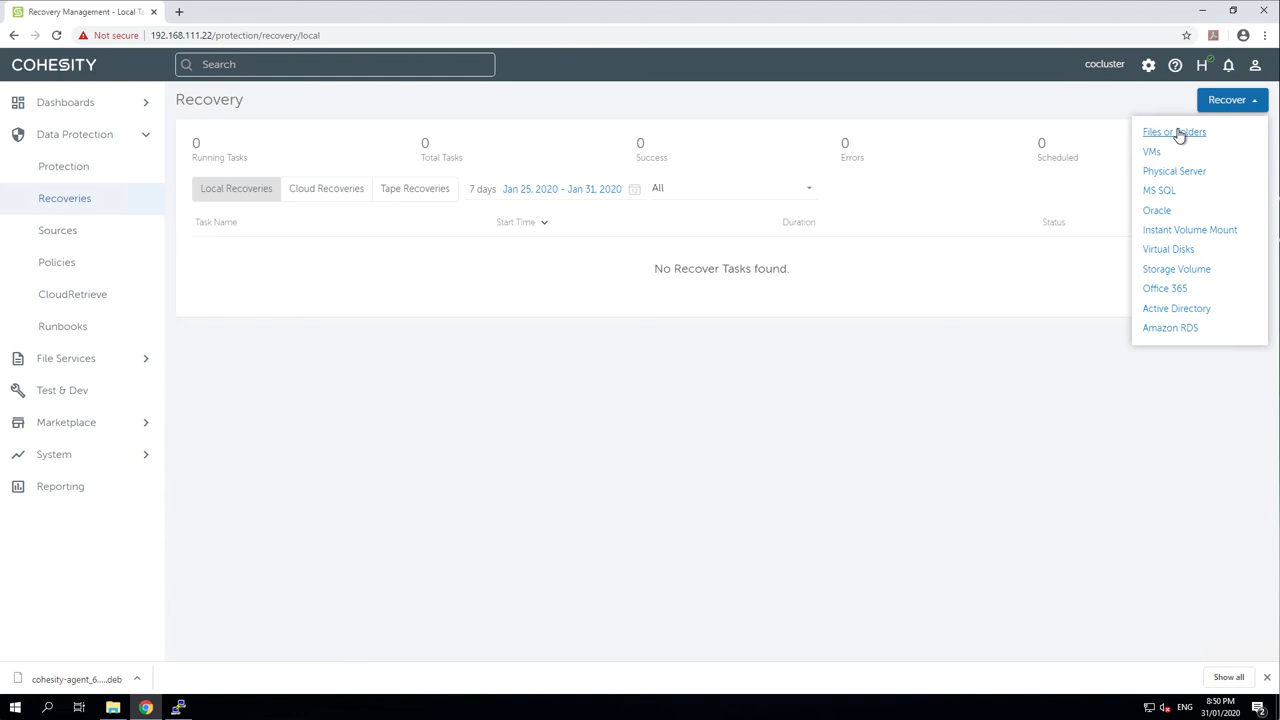 Recovery Management - Local Ta
Not secure
192.168.111.22/protection/recovery/local
COHESITY
Search
cocluster
H
Dashboards
Data Protection
Protection
Recoveries
Sources
Policies
CloudRetrieve
Runbooks
File Services
Test & Dev
Marketplace
System
Reporting
Recovery
Recover
0
Running Tasks
0
Total Tasks
0
Success
0
Errors
0
Scheduled
Local Recoveries
Cloud Recoveries
Tape Recoveries
7 days
Jan 25, 2020 - Jan 31, 2020
All
Task Name
Start Time
Duration
Status
No Recover Tasks found.
Files or Folders
VMs
Physical Server
MS SQL
Oracle
Instant Volume Mount
Virtual Disks
Storage Volume
Office 365
Active Directory
Amazon RDS
cohesity-agent_6.....deb
Show all
ENG
8:50 PM
31/01/2020
2